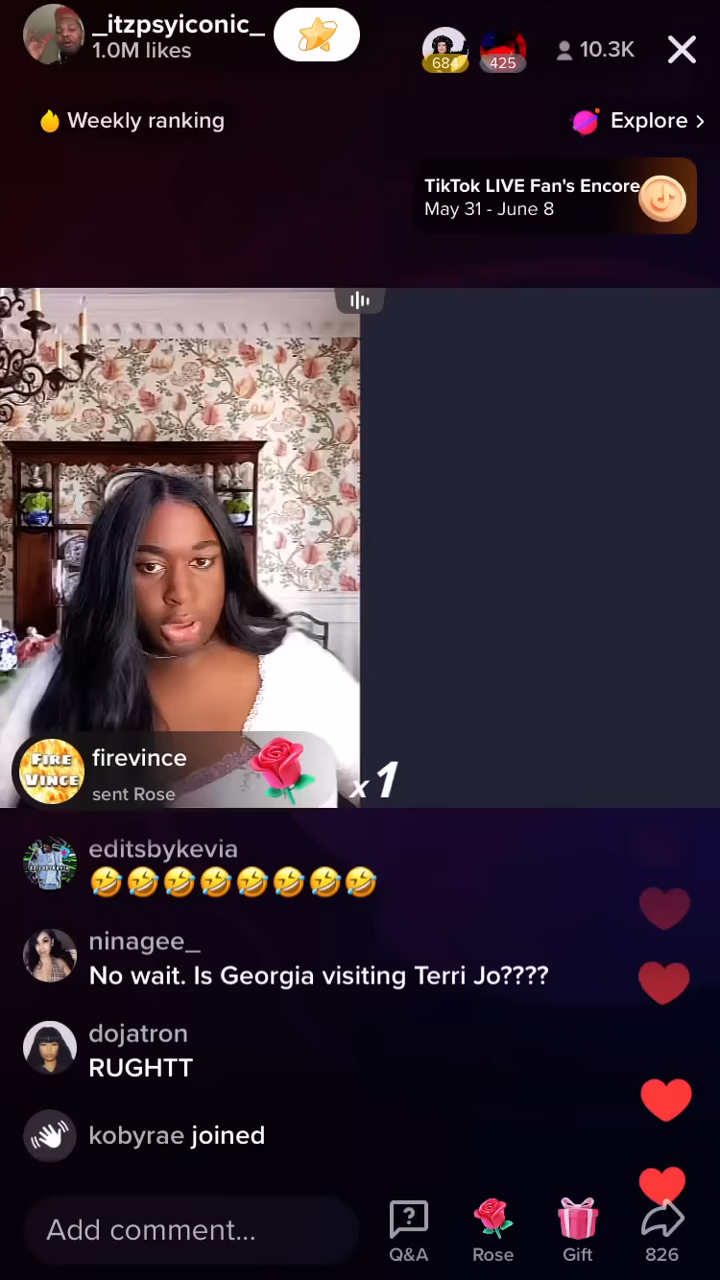 _itzpsyiconic_
1.0M likes
684
425
10.3K
Weekly ranking
Explore >
TikTok LIVE Fan's Encore
May 31 - June 8
FIRE VINCE
firevince
sent Rose
x1
editsbykevia
🤣🤣🤣🤣🤣🤣🤣🤣
ninagee_
No wait. Is Georgia visiting Terri Jo????
dojatron
RUGHTT
kobyrae joined
Add comment...
Q&A
Rose
Gift
826